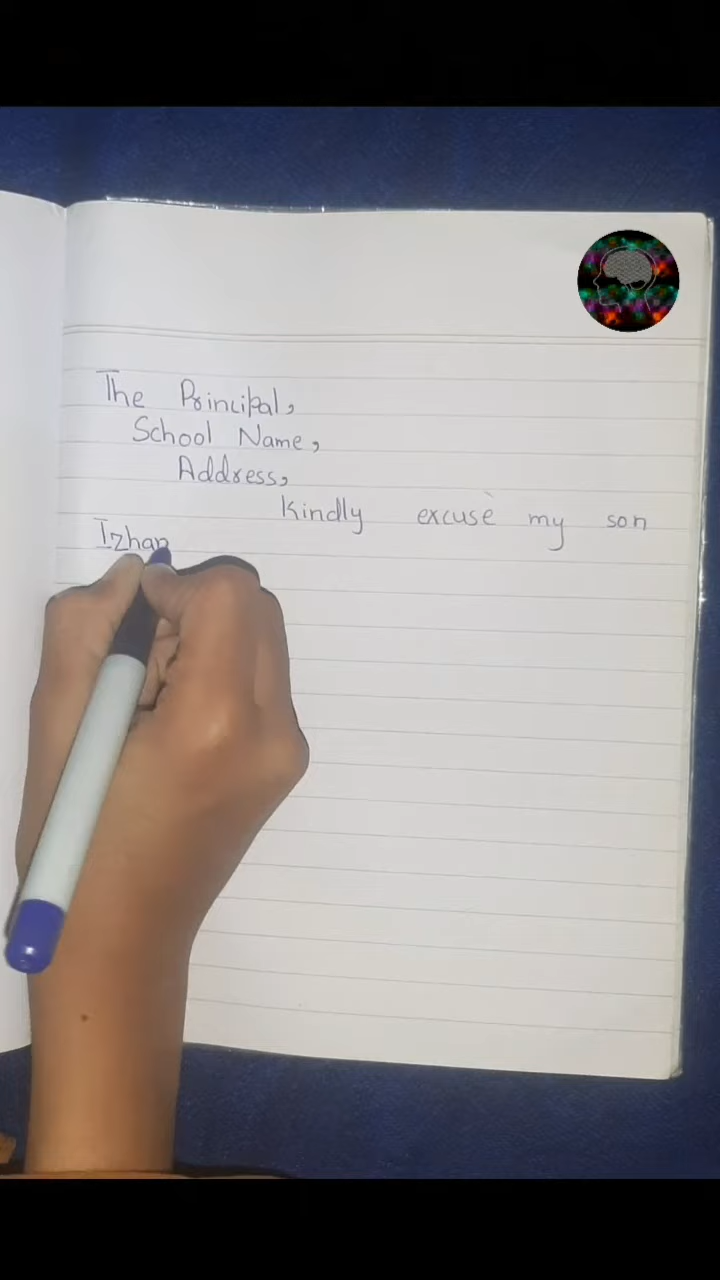 The Principal,
School Name,
Address,
Kindly excuse my son
Izhan